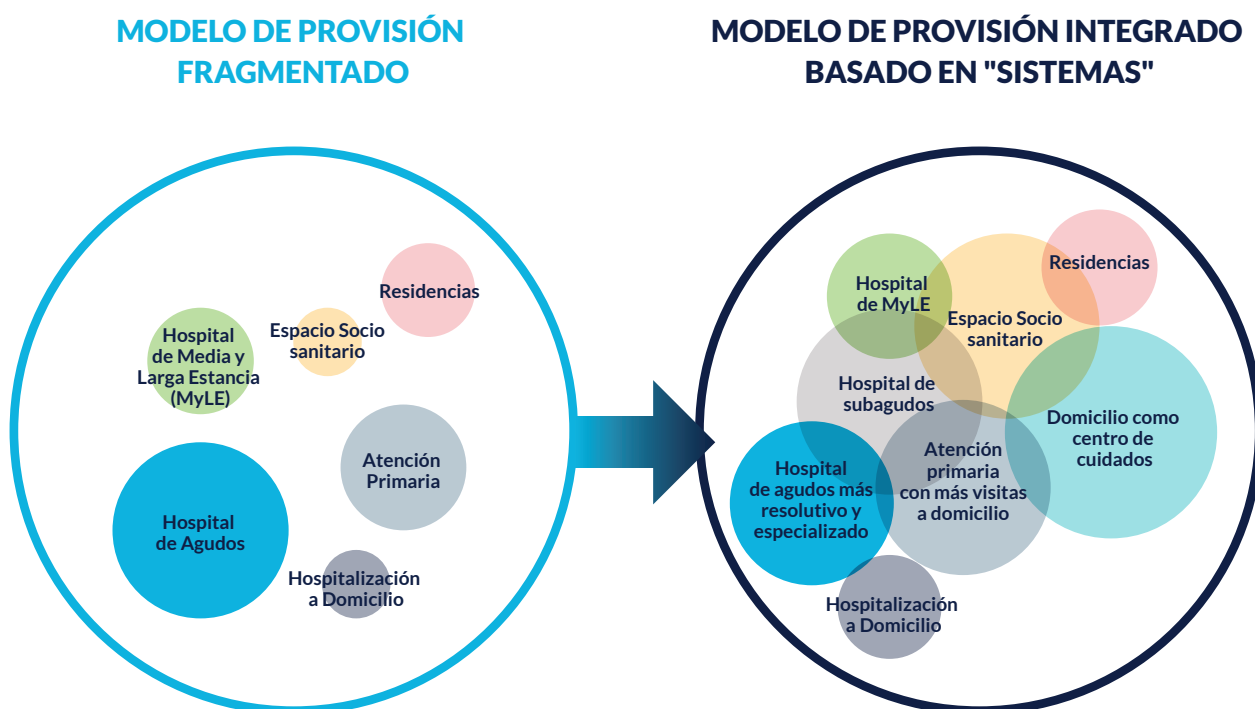 MODELO DE PROVISIÓN
FRAGMENTADO
Residencias
Espacio Socio
sanitario
Hospital
de Media y
Larga Estancia
(MyLE)
Atención
Primaria
Hospital
de Agudos
Hospitalización
a Domicilio
MODELO DE PROVISIÓN INTEGRADO
BASADO EN "SISTEMAS"
Residencias
Hospital
de MyLE
Espacio Socio
sanitario
Hospital de
subagudos
Domicilio como
centro de
cuidados
Atención
primaria
con más visitas
a domicilio
Hospital
de agudos más
resolutivo y
especializado
Hospitalización
a Domicilio